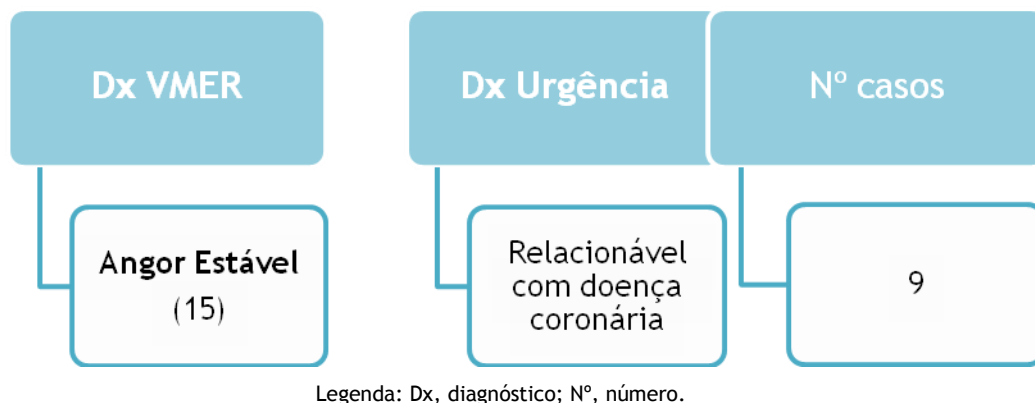 Dx VMER
Dx Urgência
Nº casos
Angor Estável
(15)
Relacionável
com doença
coronária
9
Legenda: Dx, diagnóstico; Nº, número.